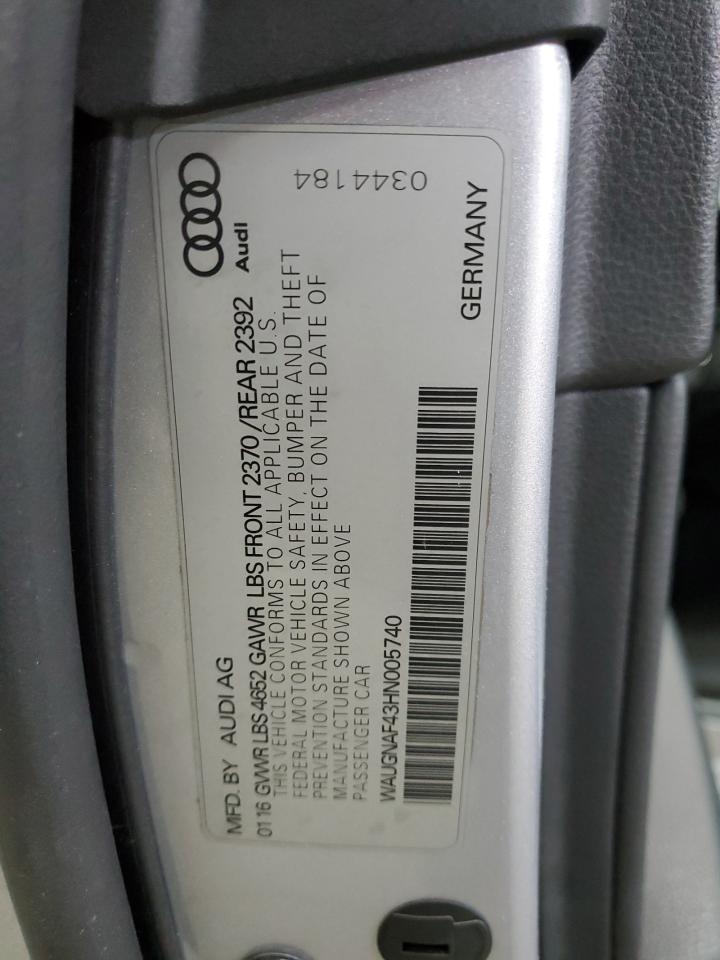 MFD. BY AUDI AG
Audi
01 16 GVWR LBS 4652 GAWR LBS FRONT 2370 /REAR 2392
THIS VEHICLE CONFORMS TO ALL APPLICABLE U.S.
FEDERAL MOTOR VEHICLE SAFETY, BUMPER AND THEFT
PREVENTION STANDARDS IN EFFECT ON THE DATE OF
MANUFACTURE SHOWN ABOVE
PASSENGER CAR
0344184
WAUGNAF43HN005740
GERMANY